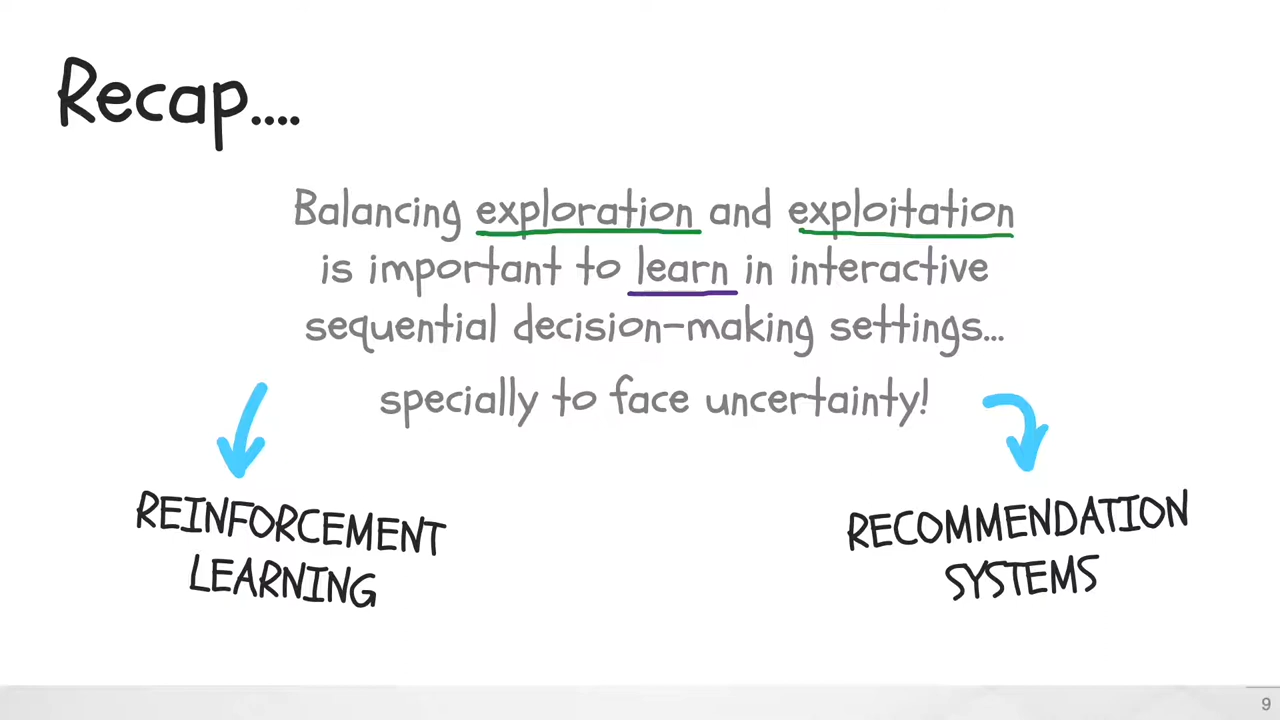 Recap....
Balancing exploration and exploitation
is important to learn in interactive
sequential decision-making settings...
specially to face uncertainty!
REINFORCEMENT
LEARNING
RECOMMENDATION
SYSTEMS
9